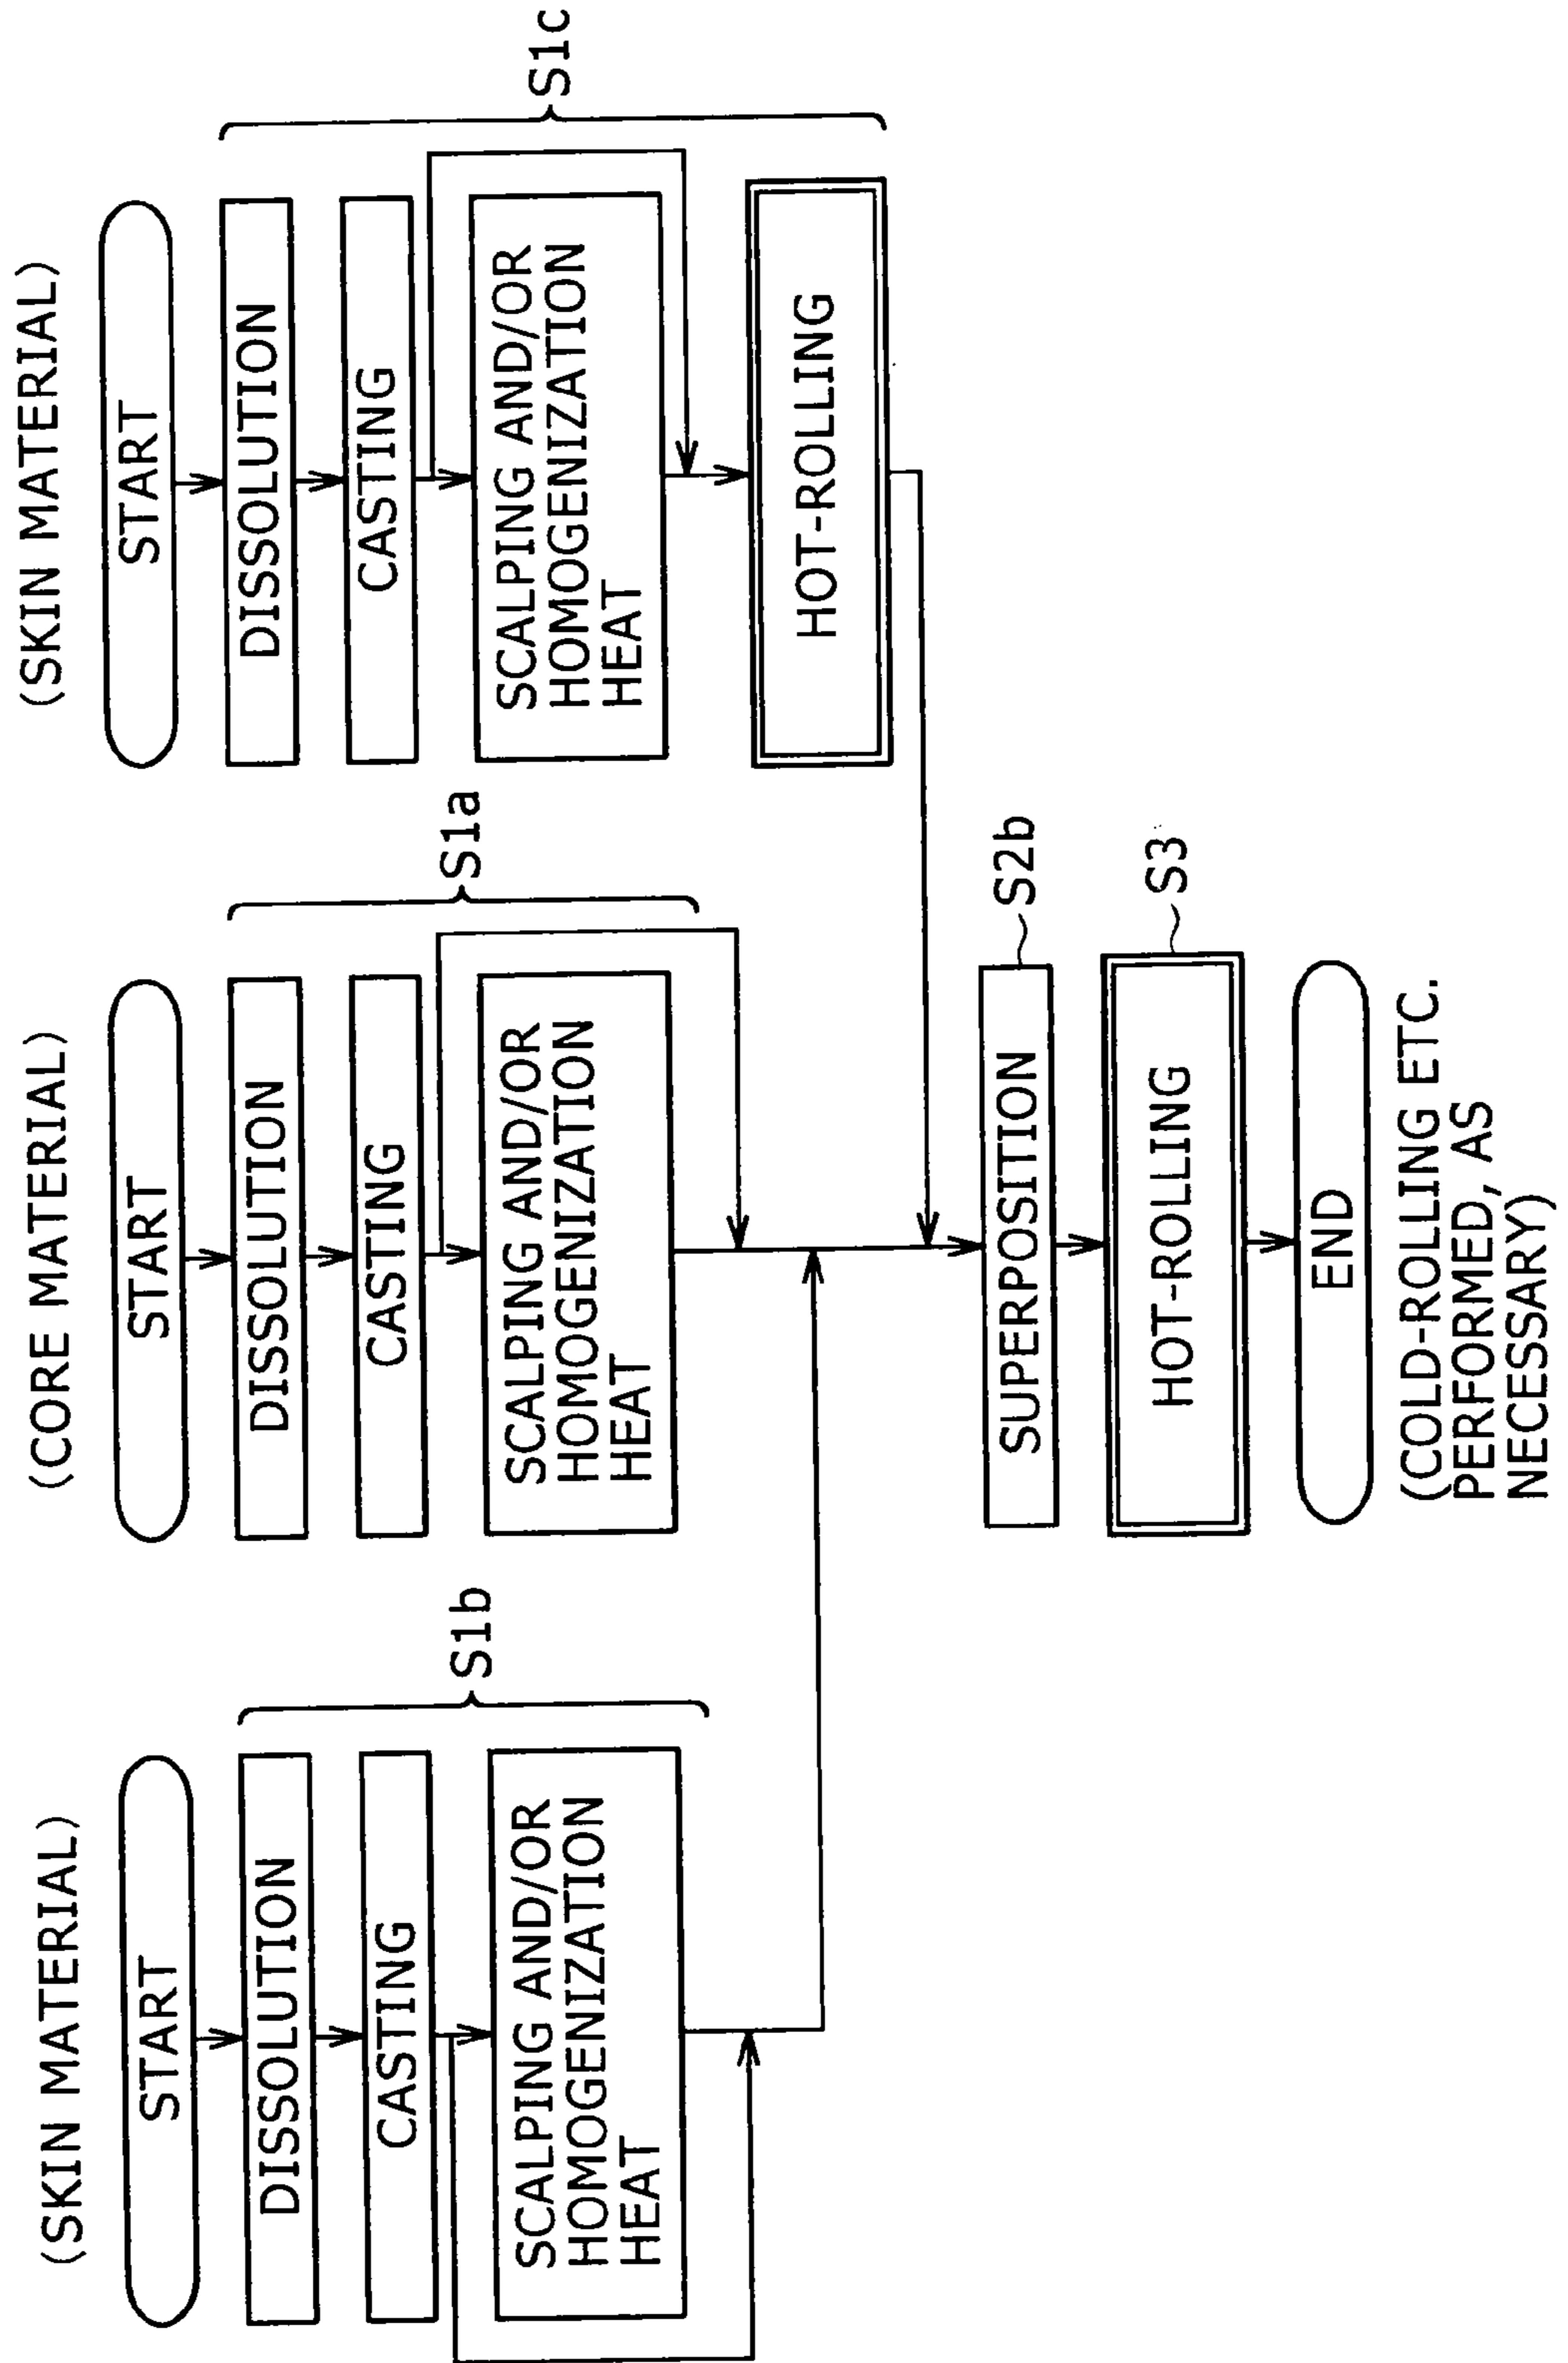 (SKIN MATERIAL)
START
DISSOLUTION
CASTING
SCALPING AND/OR
HOMOGENIZATION
HEAT
S1b
(CORE MATERIAL)
START
DISSOLUTION
CASTING
SCALPING AND/OR
HOMOGENIZATION
HEAT
S1a
(SKIN MATERIAL)
START
DISSOLUTION
CASTING
SCALPING AND/OR
HOMOGENIZATION
HEAT
HOT-ROLLING
S1c
SUPERPOSITION
S2b
HOT-ROLLING
S3
END
(COLD-ROLLING ETC.
PERFORMED, AS
NECESSARY)